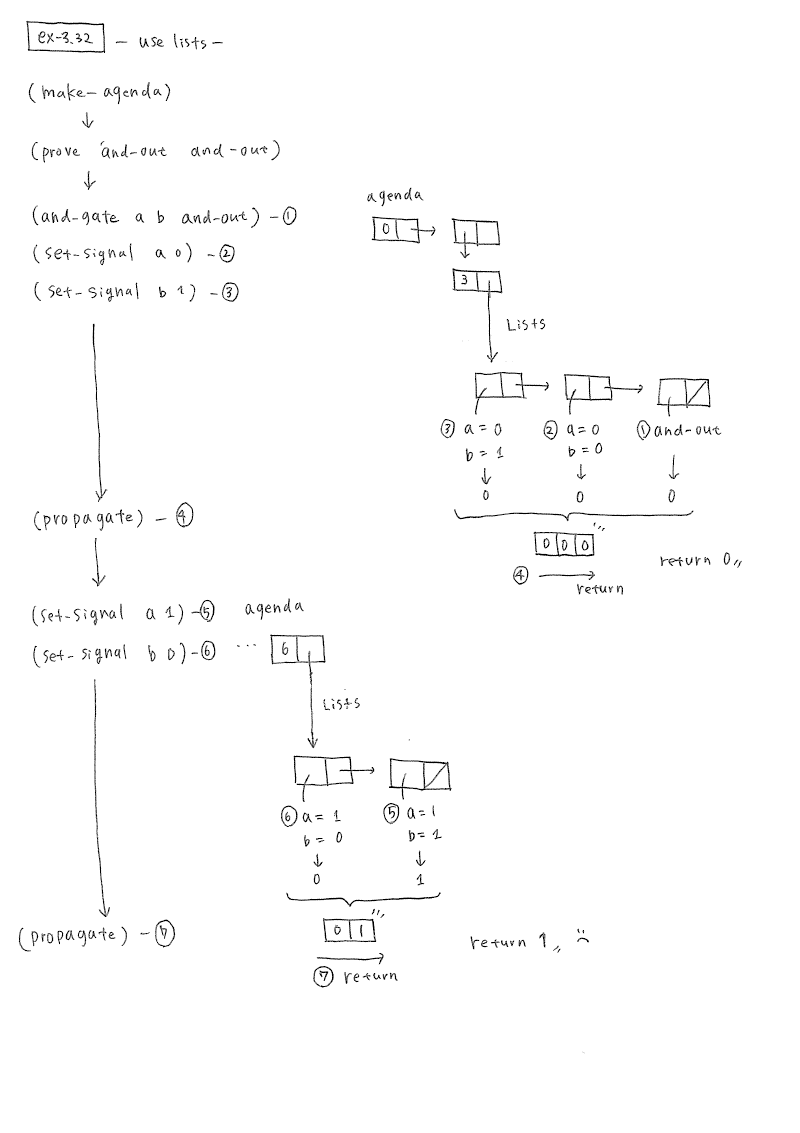 ex-3.32 - use lists -
(make-agenda)
(prove 'and-out and-out)
(and-gate a b and-out) - ①
(set-signal a 0) - ②
(set-signal b 1) - ③
agenda
0
3
Lists
③ a = 0
b = 1
0
② a = 0
b = 0
0
① and-out
0
0 0 0
④ return
return 0
(propagate) - ④
(set-signal a 1) - ⑤
(set-signal b 0) - ⑥
agenda
... 6
Lists
⑥ a = 1
b = 0
0
⑤ a = 1
b = 1
1
0 1
⑦ return
(propagate) - ⑦
return 1